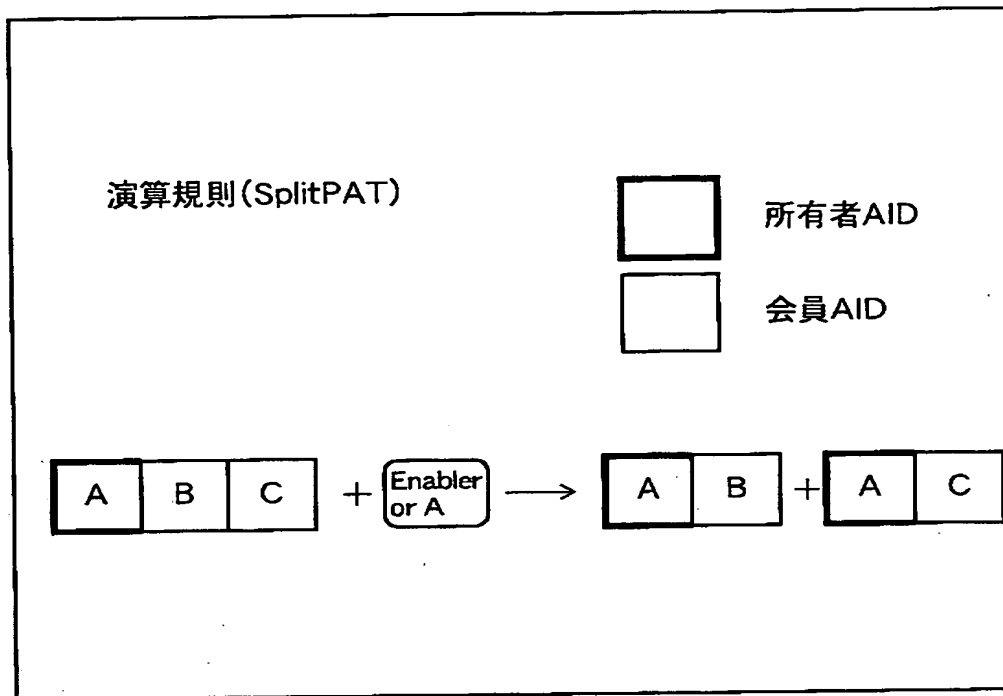 演算規則(SplitPAT)
所有者AID
会員AID
A B C + Enabler or A → A B + A C